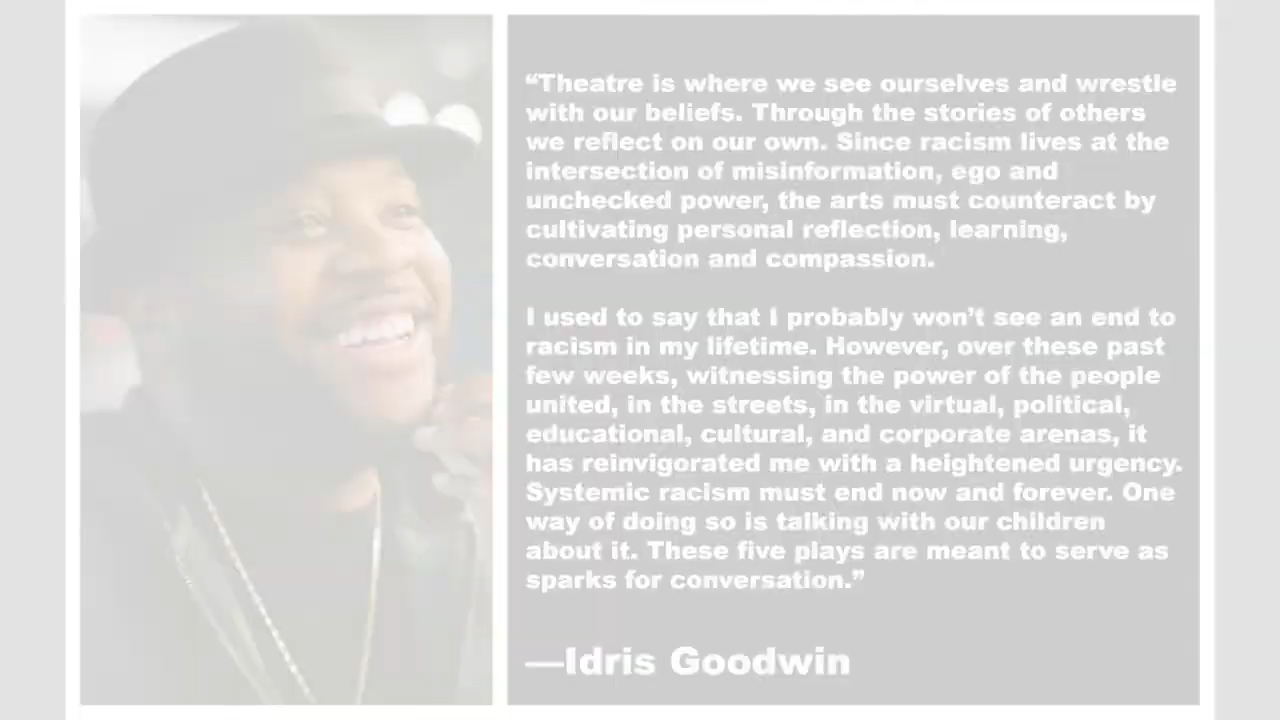 “Theatre is where we see ourselves and wrestle
with our beliefs. Through the stories of others
we reflect on our own. Since racism lives at the
intersection of misinformation, ego and
unchecked power, the arts must counteract by
cultivating personal reflection, learning,
conversation and compassion.
I used to say that I probably won’t see an end to
racism in my lifetime. However, over these past
few weeks, witnessing the power of the people
united, in the streets, in the virtual, political,
educational, cultural, and corporate arenas, it
has reinvigorated me with a heightened urgency.
Systemic racism must end now and forever. One
way of doing so is talking with our children
about it. These five plays are meant to serve as
sparks for conversation.”
—Idris Goodwin